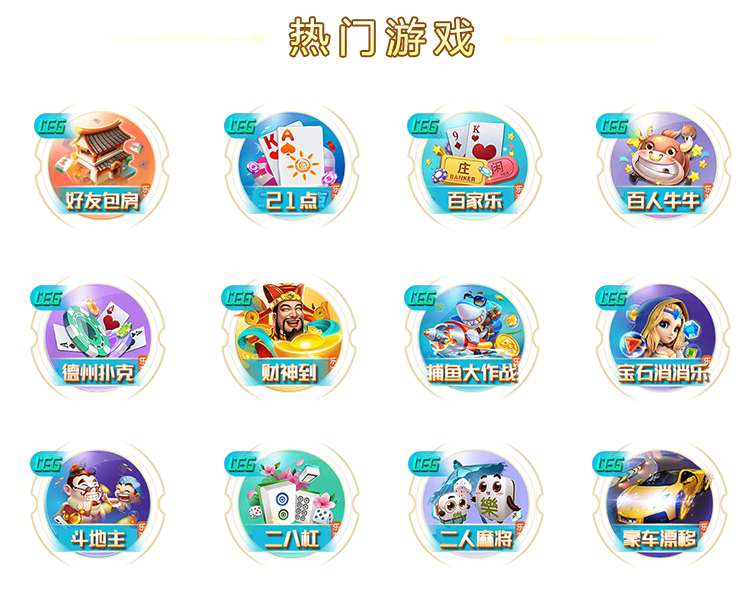 热门游戏
LEG
LEG
LEG
LEG
好友包房
21点
百家乐
百人牛牛
LEG
LEG
LEG
LEG
德州扑克
财神到
捕鱼大作战
宝石消消乐
LEG
LEG
LEG
LEG
斗地主
二八杠
二人麻将
豪车漂移
K
A
9
K
庄
BANKER
闲
A
樂